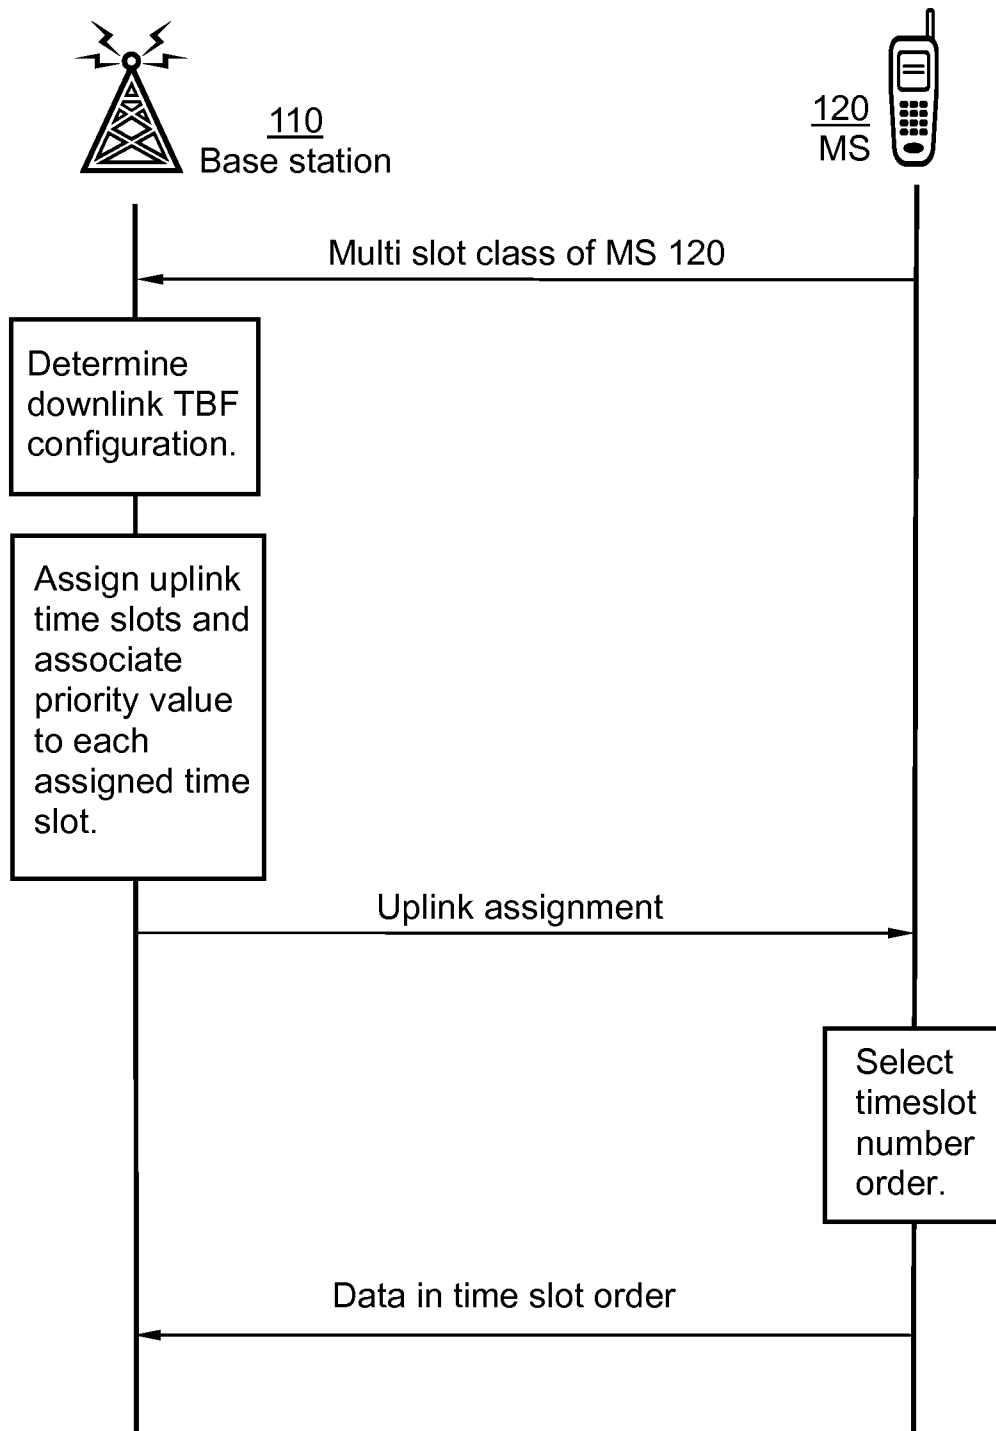 110
Base station
120
MS
Multi slot class of MS 120
Determine
downlink TBF
configuration.
Assign uplink
time slots and
associate
priority value
to each
assigned time
slot.
Uplink assignment
Select
timeslot
number
order.
Data in time slot order